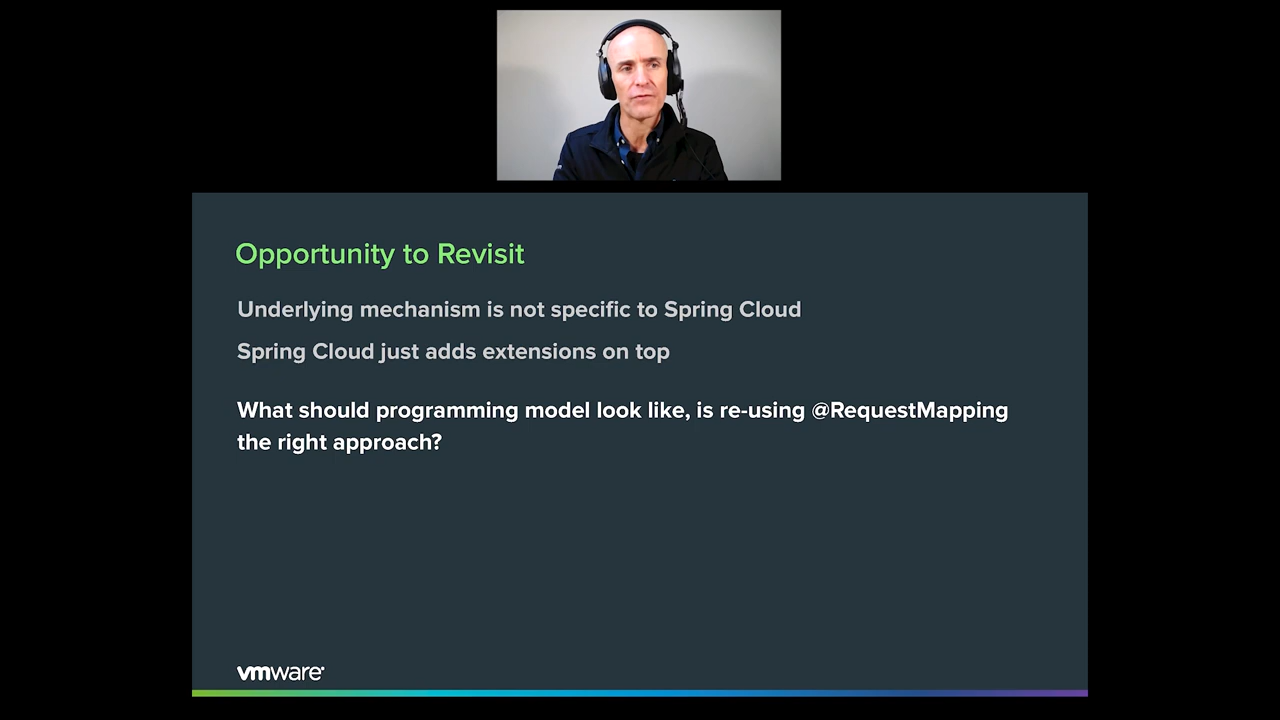 Opportunity to Revisit
Underlying mechanism is not specific to Spring Cloud
Spring Cloud just adds extensions on top
What should programming model look like, is re-using @RequestMapping
the right approach?
vmware